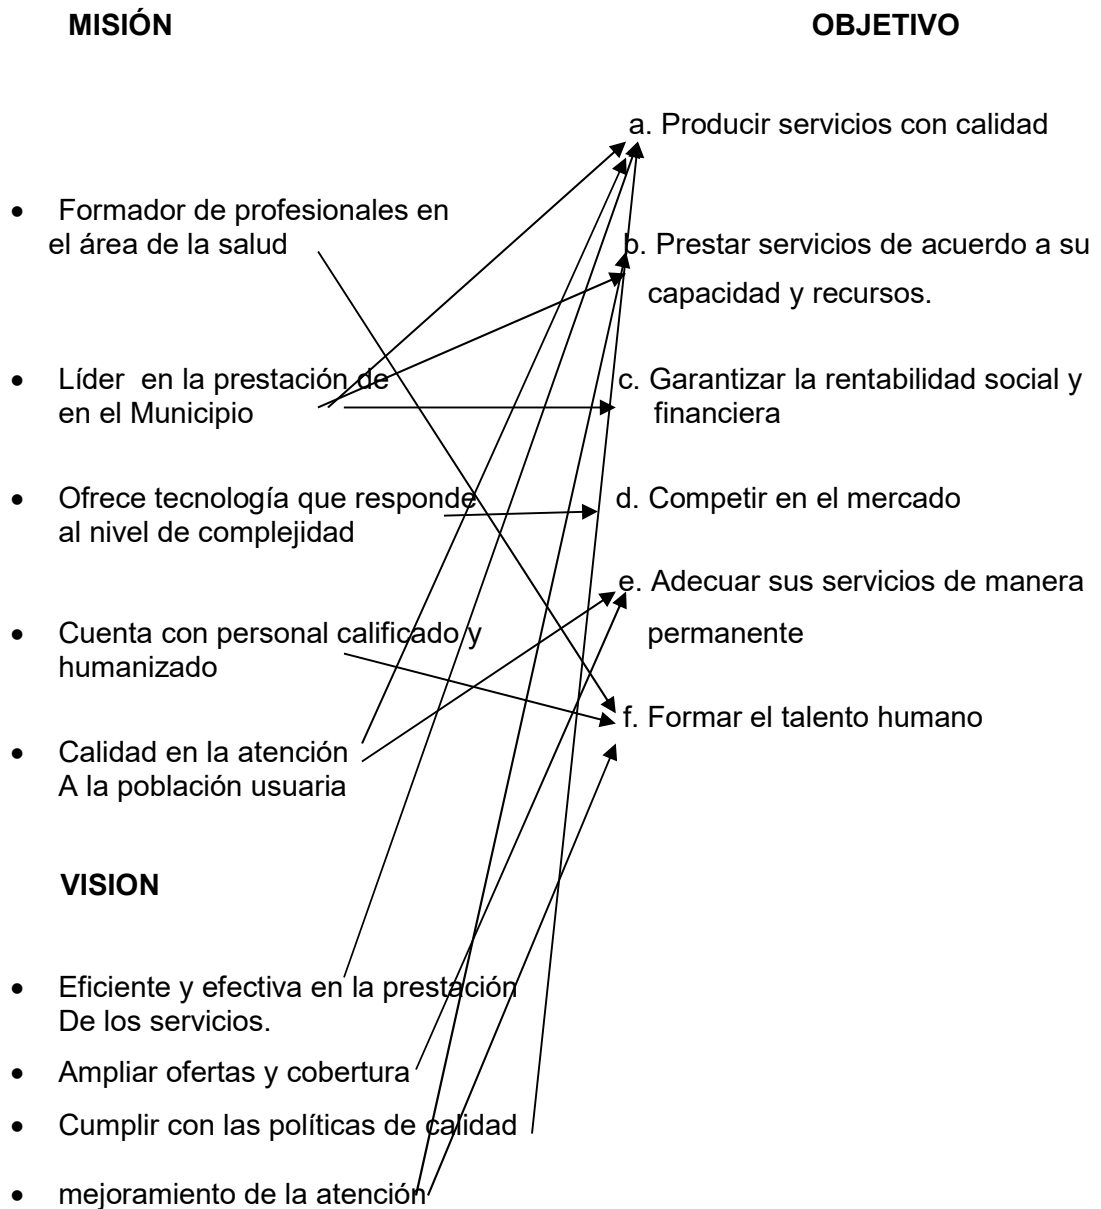 MISIÓN
OBJETIVO
a. Producir servicios con calidad
• Formador de profesionales en
el área de la salud
b. Prestar servicios de acuerdo a su
capacidad y recursos.
• Líder en la prestación de
en el Municipio
c. Garantizar la rentabilidad social y
financiera
• Ofrece tecnología que responde
al nivel de complejidad
d. Competir en el mercado
e. Adecuar sus servicios de manera
permanente
• Cuenta con personal calificado y
humanizado
f. Formar el talento humano
• Calidad en la atención
A la población usuaria
VISION
• Eficiente y efectiva en la prestación
De los servicios.
• Ampliar ofertas y cobertura
• Cumplir con las políticas de calidad
• mejoramiento de la atención